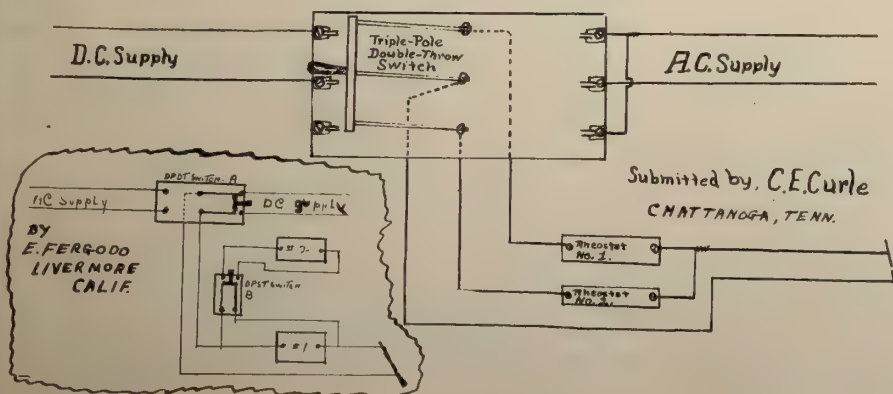 D.C. Supply
Triple-Pole
Double-Throw
Switch
A.C. Supply
Submitted by, C.E. Curle
CHATTANOGA, TENN.
Rheostat
No. 1.
Rheostat
No. 2.
DPDT SWITCH - A
AC Supply
DC Supply
BY
E. FERGODO
LIVERMORE
CALIF.
# 2
DPST SWITCH
B
# 1